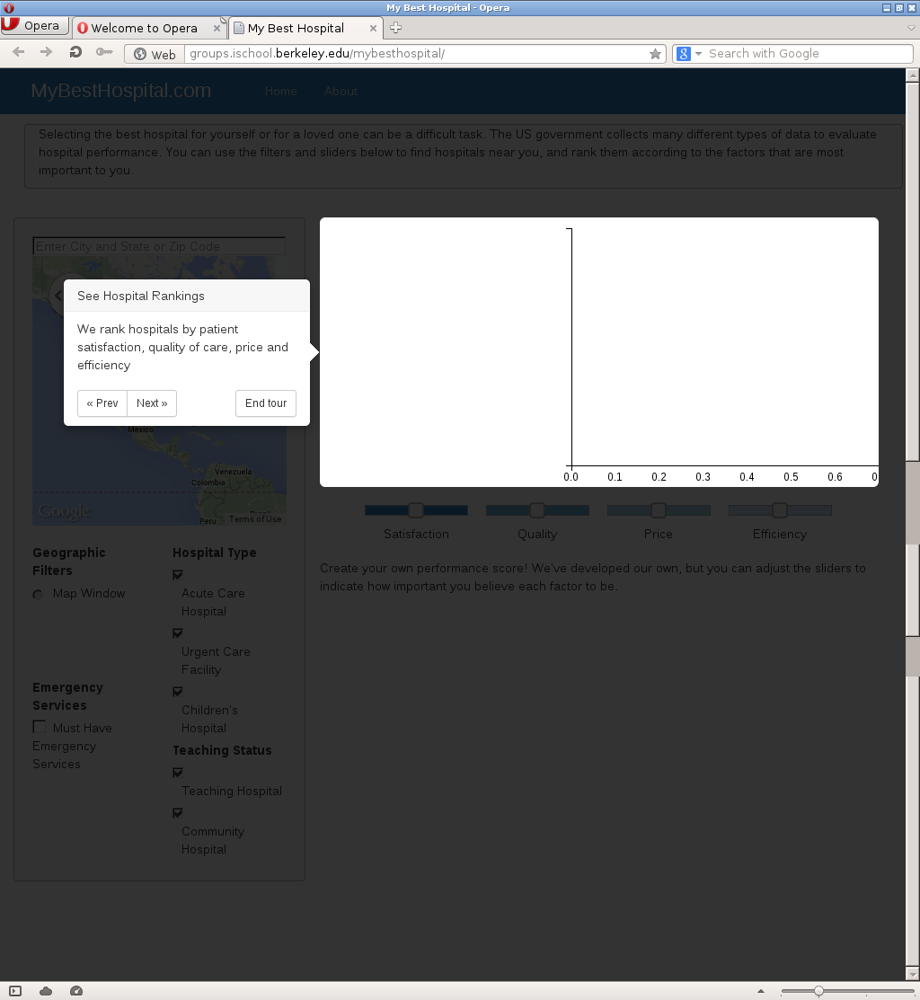 My Best Hospital - Opera
Opera
Welcome to Opera
My Best Hospital
Web
groups.ischool.berkeley.edu/mybesthospital/
Search with Google
MyBestHospital.com
Home
About
Selecting the best hospital for yourself or for a loved one can be a difficult task. The US government collects many different types of data to evaluate
hospital performance. You can use the filters and sliders below to find hospitals near you, and rank them according to the factors that are most
important to you.
Enter City and State or Zip Code
See Hospital Rankings
We rank hospitals by patient
satisfaction, quality of care, price and
efficiency
« Prev
Next »
End tour
Mexico
Venezuela
Colombia
Brazil
Peru
Google
Terms of Use
0.0 0.1 0.2 0.3 0.4 0.5 0.6 0
Satisfaction
Quality
Price
Efficiency
Create your own performance score! We've developed our own, but you can adjust the sliders to
indicate how important you believe each factor to be.
Geographic
Filters
Map Window
Emergency
Services
Must Have
Emergency
Services
Hospital Type
Acute Care
Hospital
Urgent Care
Facility
Children's
Hospital
Teaching Status
Teaching Hospital
Community
Hospital